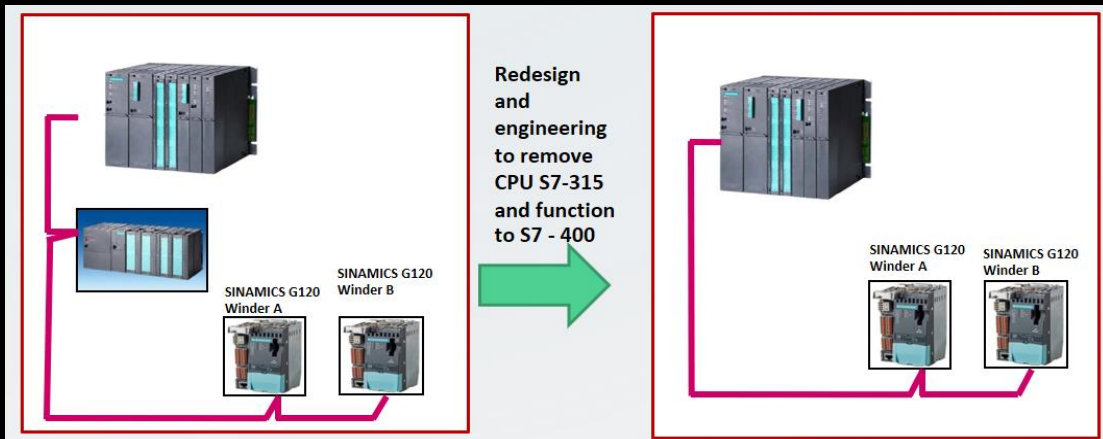 SINAMICS G120
Winder A
SINAMICS G120
Winder B
Redesign
and
engineering
to remove
CPU S7-315
and function
to S7 - 400
SINAMICS G120
Winder A
SINAMICS G120
Winder B